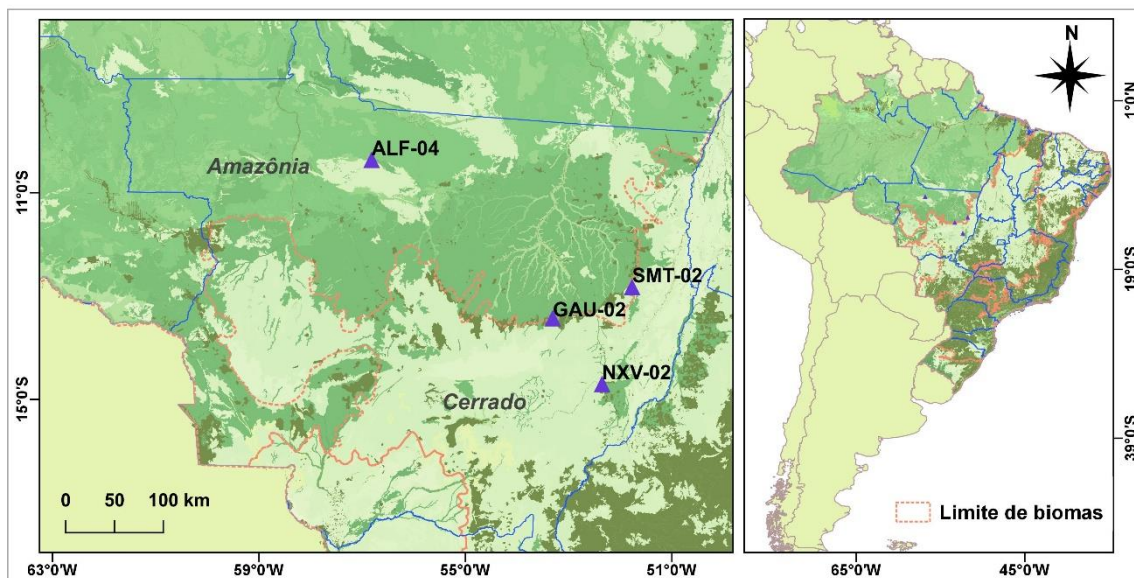 N
ALF-04
Amazônia
SMT-02
GAU-02
NXV-02
Cerrado
0 50 100 km
Limite de biomas
11°0'S
15°0'S
63°0'W
59°0'W
55°0'W
51°0'W
1°0'N
19°0'S
39°0'S
65°0'W
45°0'W